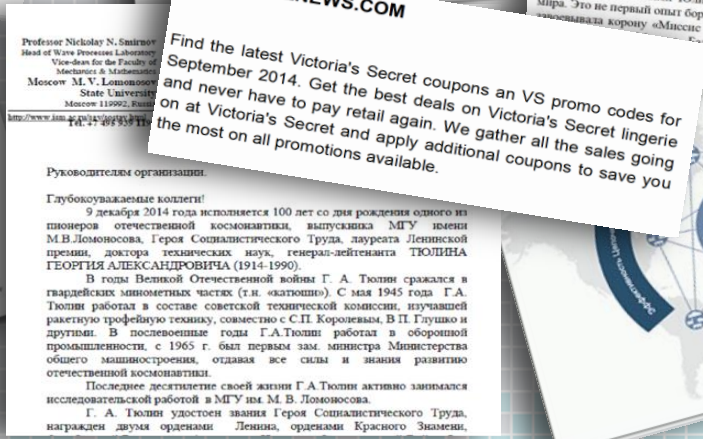 Professor Nickolay N. Smirnov
Head of Wave Processes Laboratory
Vice-dean for the Faculty of
Mechanics & Mathematics
Moscow M. V. Lomonosov
State University
Moscow 119992, Russia
Tel. +7 495 939
EWS.COM
Find the latest Victoria's Secret coupons an VS promo codes for
September 2014. Get the best deals on Victoria's Secret lingerie
and never have to pay retail again. We gather all the sales going
on at Victoria's Secret and apply additional coupons to save you
the most on all promotions available.
мира. Это не первый опыт бор
завоевывала корону «Миссис
Руководителям организации.
Глубокоуважаемые коллеги!
9 декабря 2014 года исполняется 100 лет со дня рождения одного из
пионеров отечественной космонавтики, выпускника МГУ имени
М.В.Ломоносова, Героя Социалистического Труда, лауреата Ленинской
премии, доктора технических наук, генерал-лейтенанта ТЮЛИНА
ГЕОРГИЯ АЛЕКСАНДРОВИЧА (1914-1990).
В годы Великой Отечественной войны Г. А. Тюлин сражался в
гвардейских минометных частях (т.н. «катюши»). С мая 1945 года Г.А.
Тюлин работал в составе советской технической комиссии, изучавшей
ракетную трофейную технику, совместно с С.П. Королевым, В П. Глушко и
другими. В послевоенные годы Г.А.Тюлин работал в оборонной
промышленности, с 1965 г. был первым зам. министра Министерства
общего машиностроения, отдавая все силы и знания развитию
отечественной космонавтики.
Последнее десятилетие своей жизни Г.А.Тюлин активно занимался
исследовательской работой в МГУ им. М. В. Ломоносова.
Г. А. Тюлин удостоен звания Героя Социалистического Труда,
награжден двумя орденами Ленина, орденами Красного Знамени,